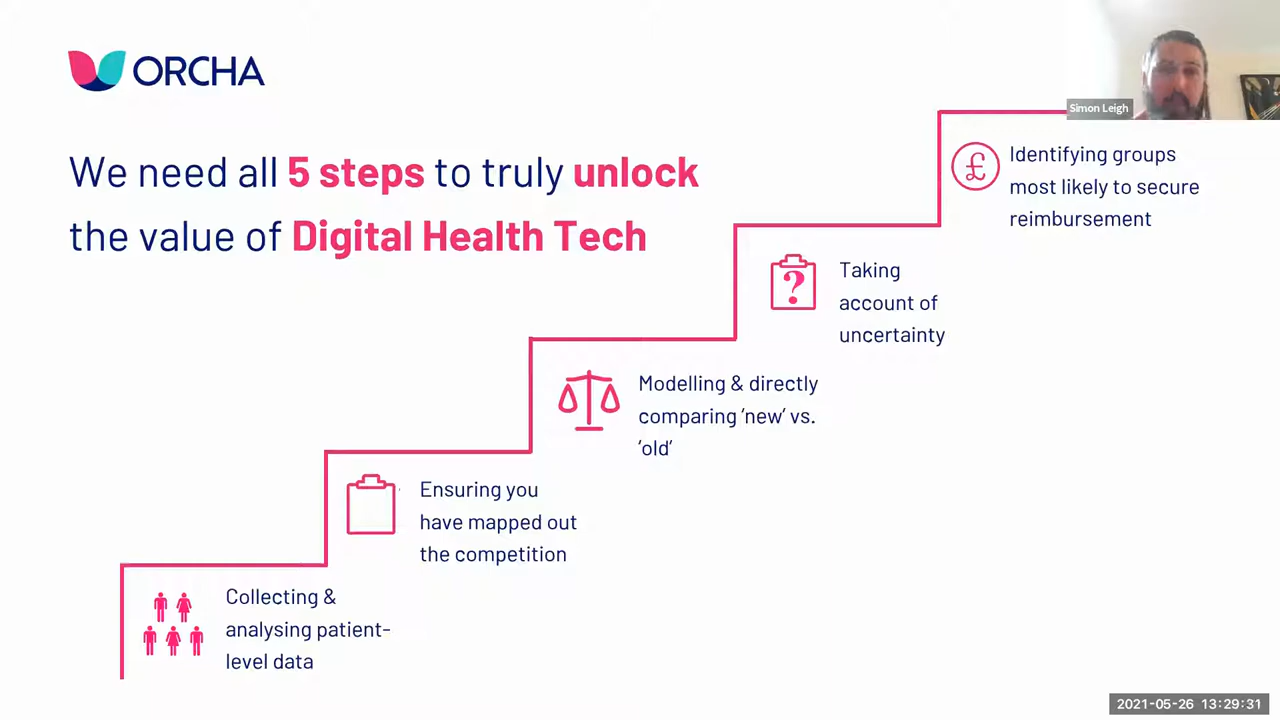 ORCHA
Simon Leigh
We need all 5 steps to truly unlock
the value of Digital Health Tech
£
Identifying groups
most likely to secure
reimbursement
?
Taking
account of
uncertainty
Modelling & directly
comparing ‘new’ vs.
‘old’
Ensuring you
have mapped out
the competition
Collecting &
analysing patient-
level data
2021-05-26 13:29:31